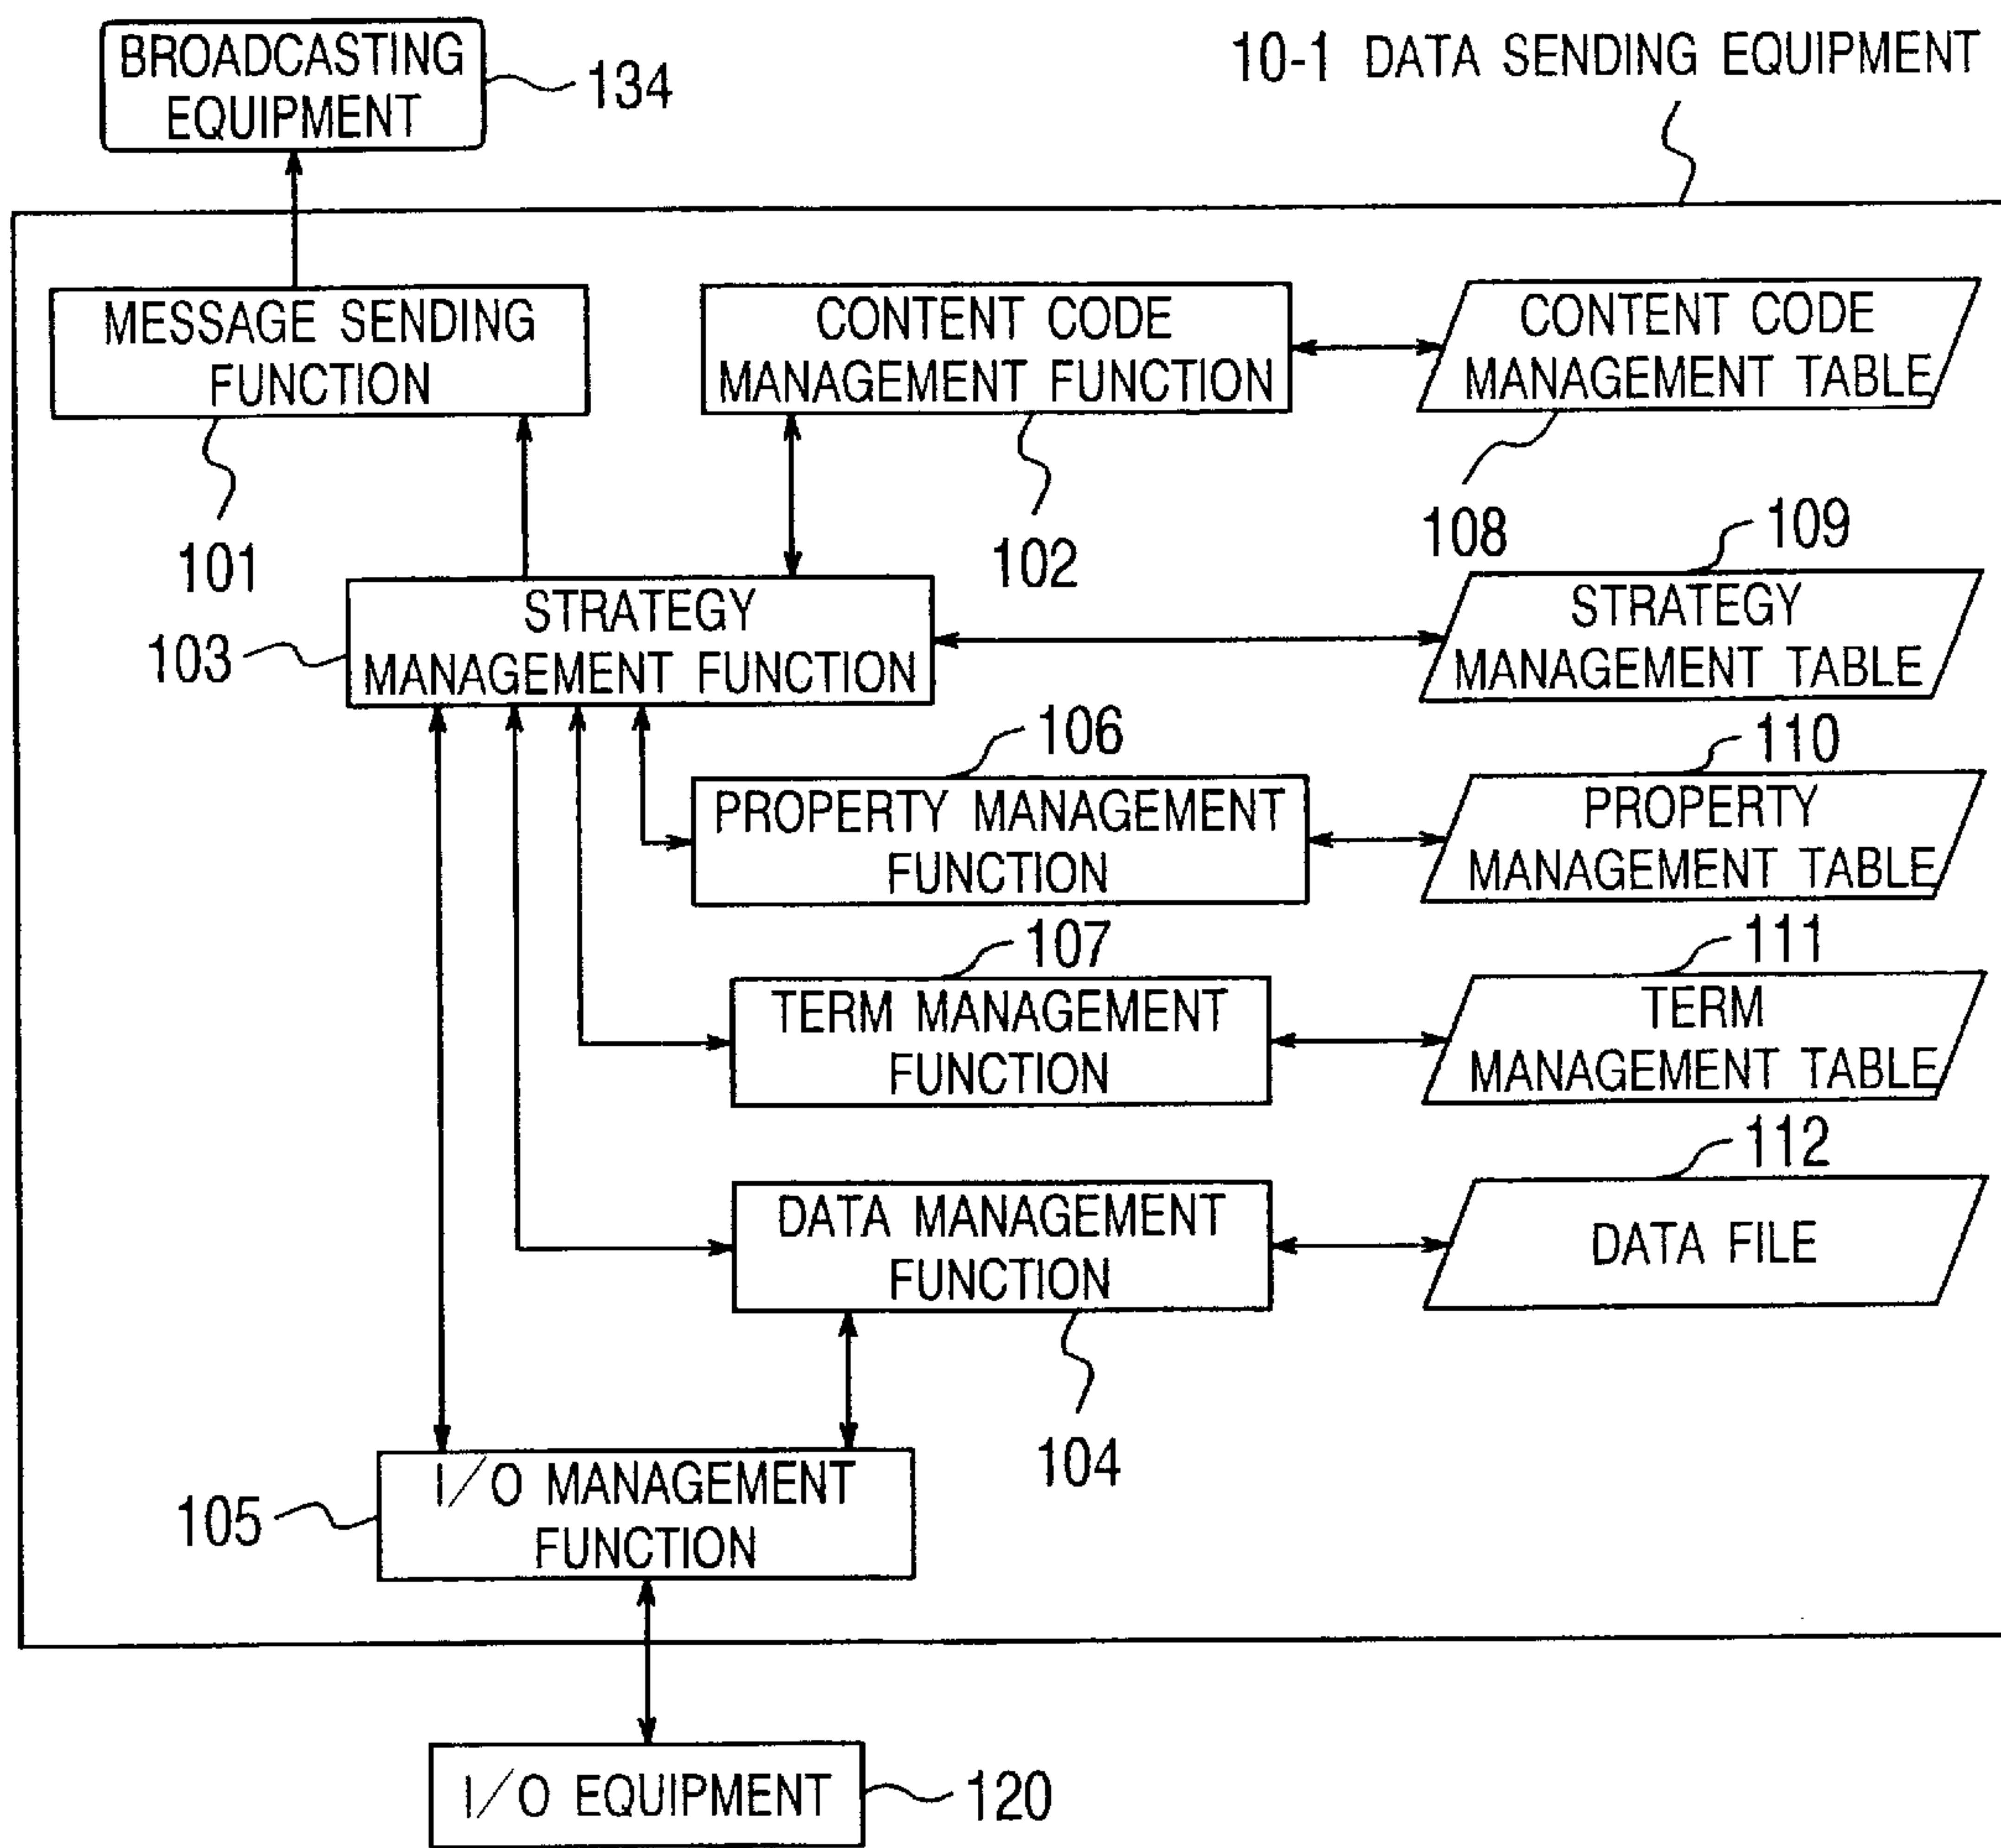 BROADCASTING
EQUIPMENT
134
10-1 DATA SENDING EQUIPMENT
MESSAGE SENDING
FUNCTION
101
CONTENT CODE
MANAGEMENT FUNCTION
102
CONTENT CODE
MANAGEMENT TABLE
108
STRATEGY
MANAGEMENT FUNCTION
103
109
STRATEGY
MANAGEMENT TABLE
106
PROPERTY MANAGEMENT
FUNCTION
110
PROPERTY
MANAGEMENT TABLE
107
TERM MANAGEMENT
FUNCTION
111
TERM
MANAGEMENT TABLE
DATA MANAGEMENT
FUNCTION
104
112
DATA FILE
I/O MANAGEMENT
FUNCTION
105
I/O EQUIPMENT
120